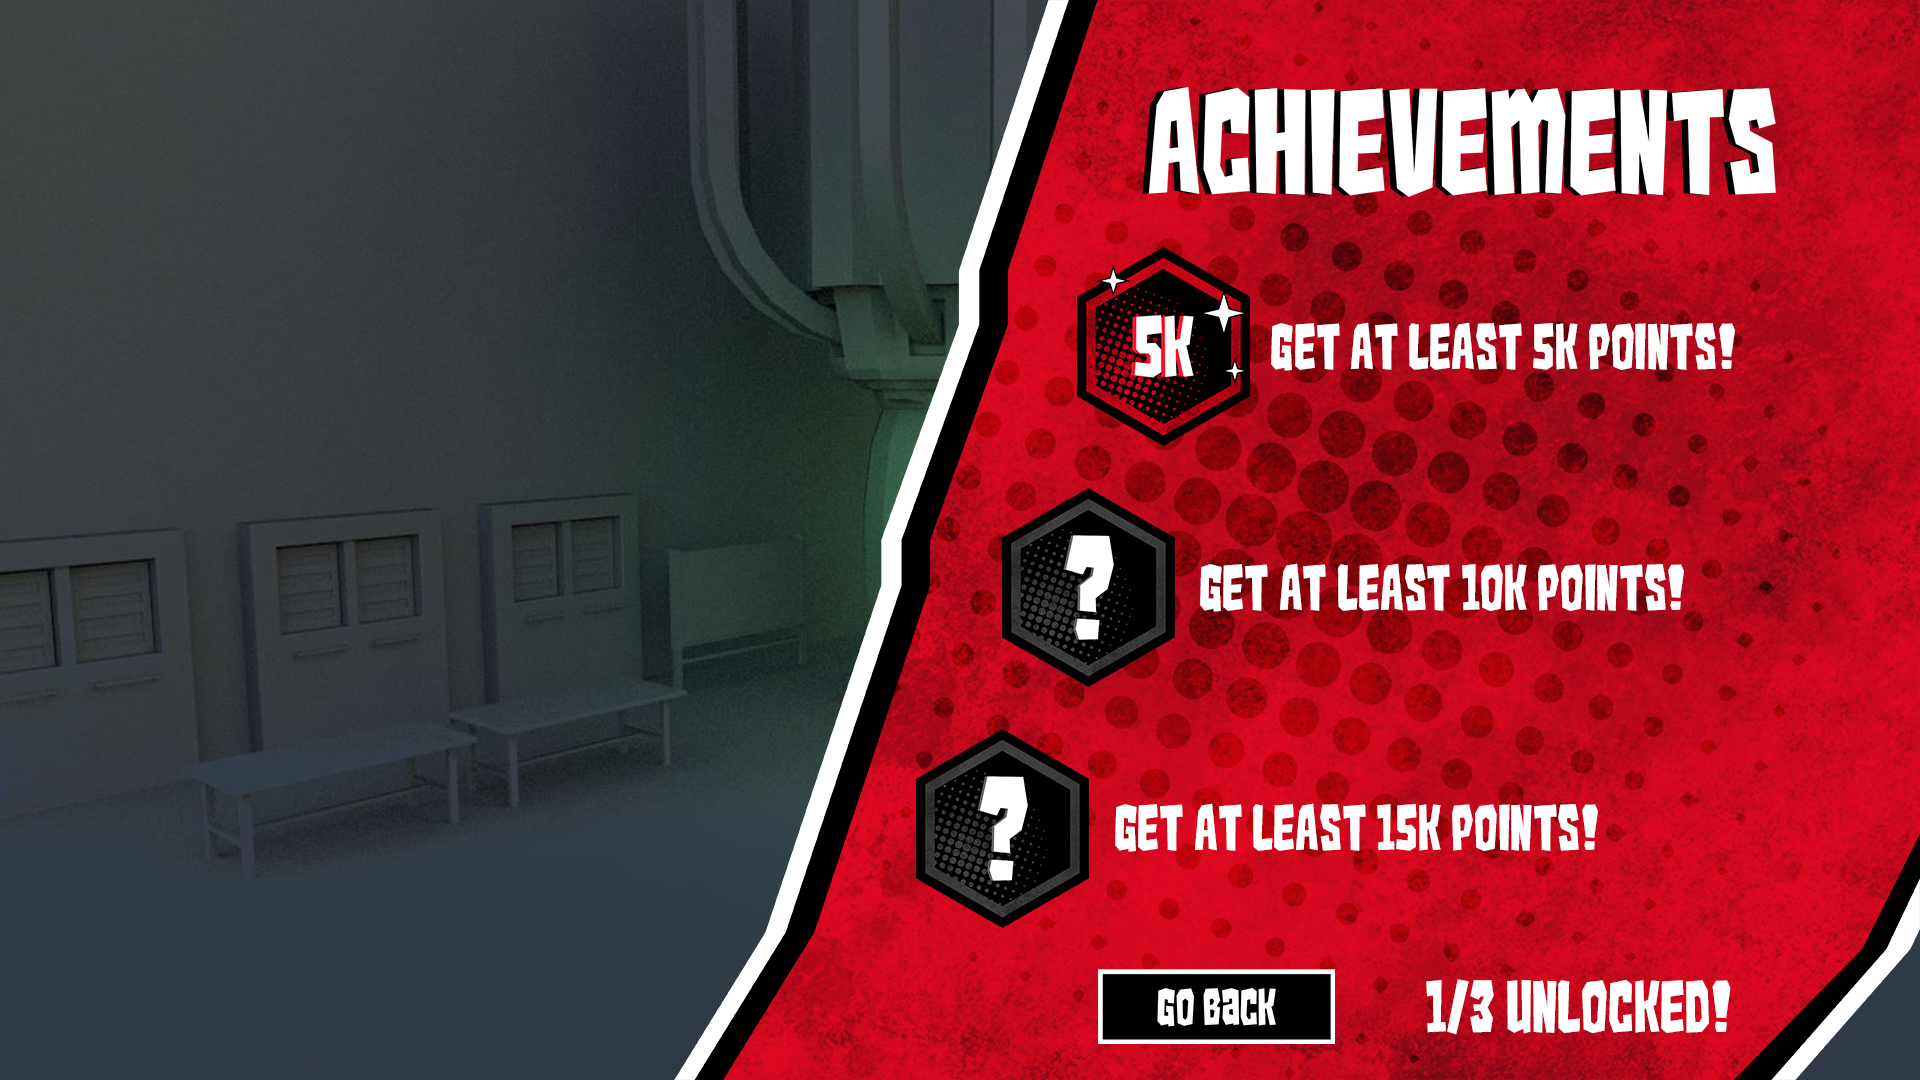 ACHIEVEMENTS
5K
GET AT LEAST 5K POINTS!
?
GET AT LEAST 10K POINTS!
?
GET AT LEAST 15K POINTS!
GO BACK
1/3 UNLOCKED!